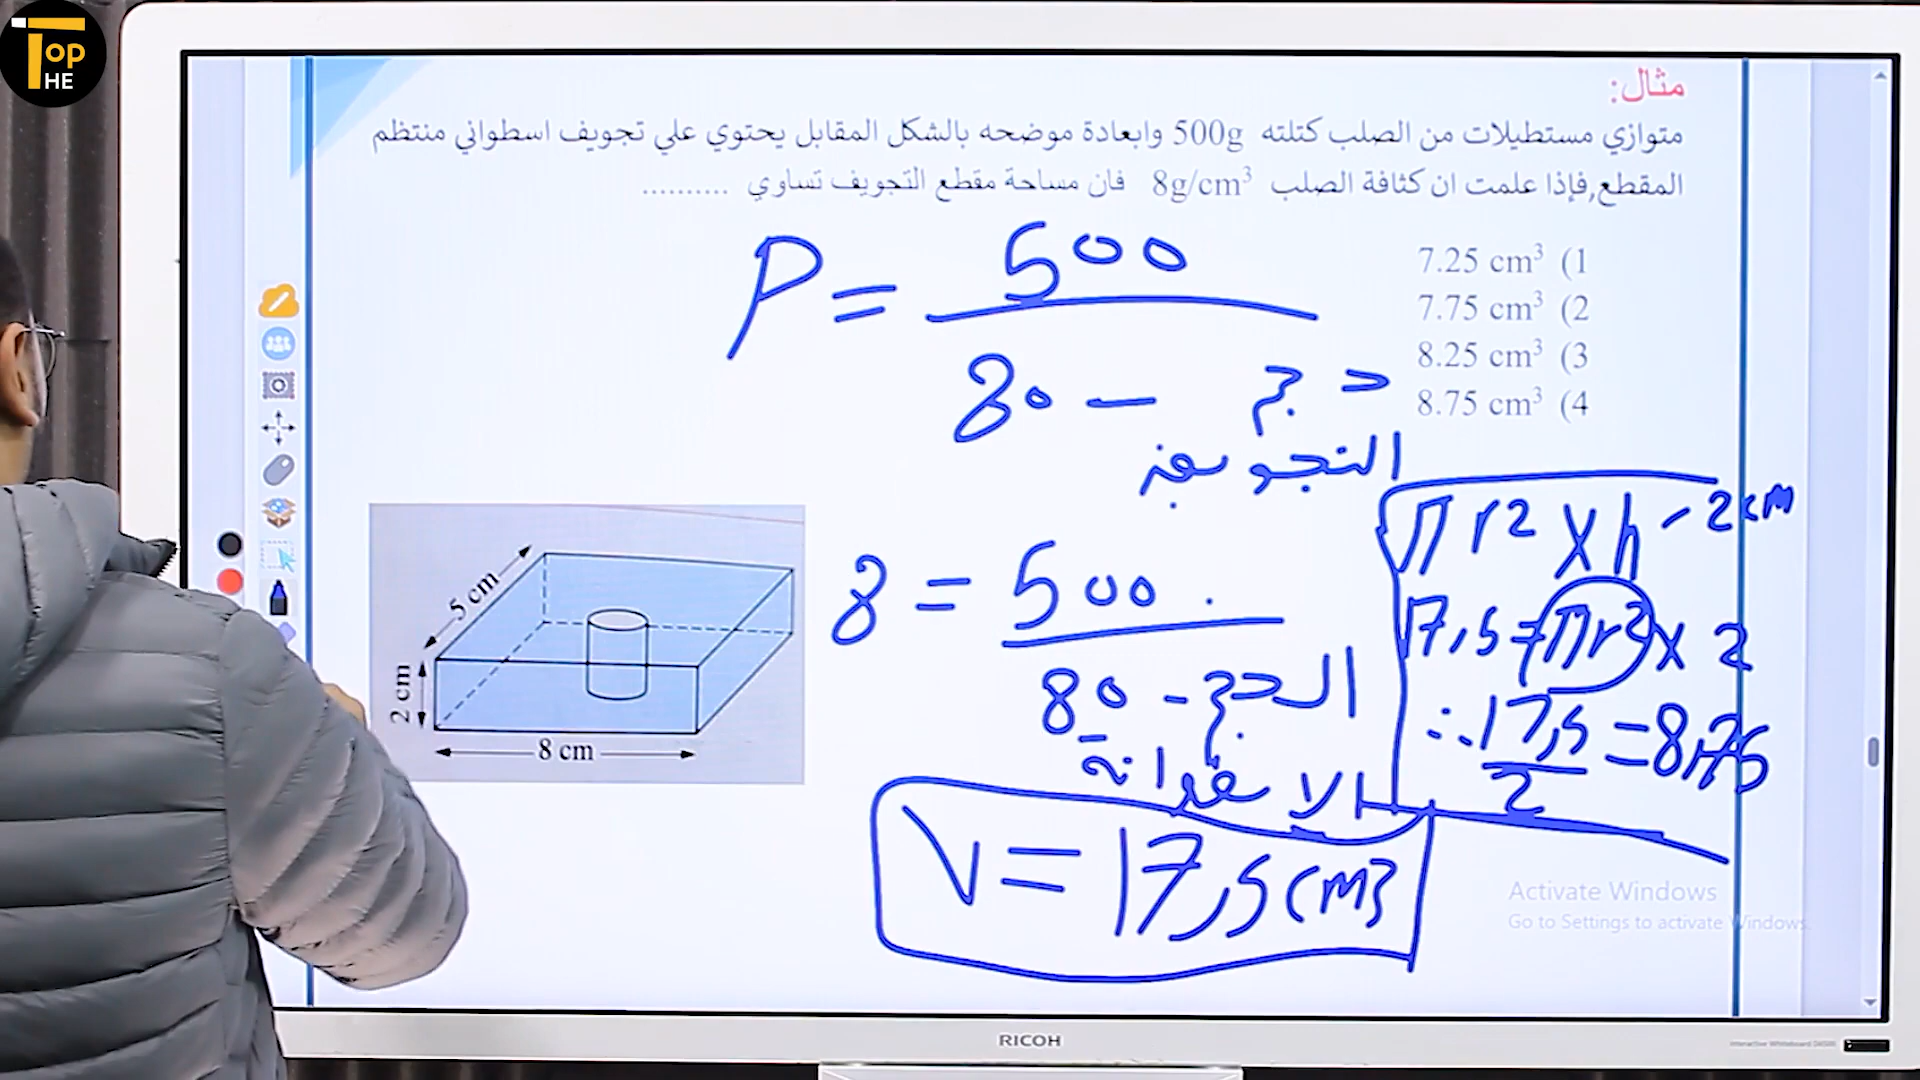 Top
THE
مثال:
متوازي مستطيلات من الصلب كتلته 500g وابعادة موضحه بالشكل المقابل يحتوي علي تجويف اسطواني منتظم
المقطع,فإذا علمت ان كثافة الصلب 8g/cm³ فان مساحة مقطع التجويف تساوي ..........
7.25 cm³ (1
7.75 cm³ (2
8.25 cm³ (3
8.75 cm³ (4
P = 500
80 - حجم
التجويف
πr² x h - 2cm
17,5 = πr² x 2
∴ 17,5 = 8,75
2
8 = 500
80 - الحجم
V = 17,5 cm³
5 cm
2 cm
8 cm
Activate Windows
Go to Settings to activate Windows.
RICOH